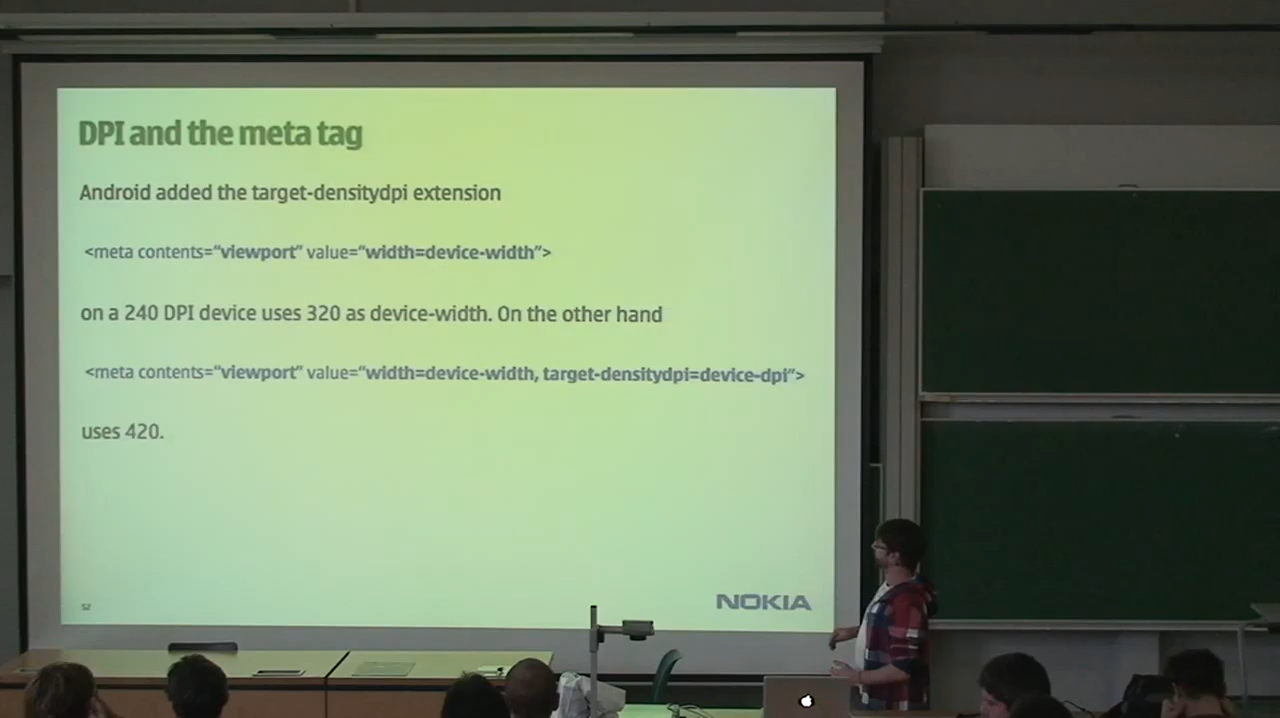 DPI and the meta tag
Android added the target-densitydpi extension
<meta contents=“viewport” value=“width=device-width”>
on a 240 DPI device uses 320 as device-width. On the other hand
<meta contents=“viewport” value=“width=device-width, target-densitydpi=device-dpi”>
uses 420.
52
NOKIA